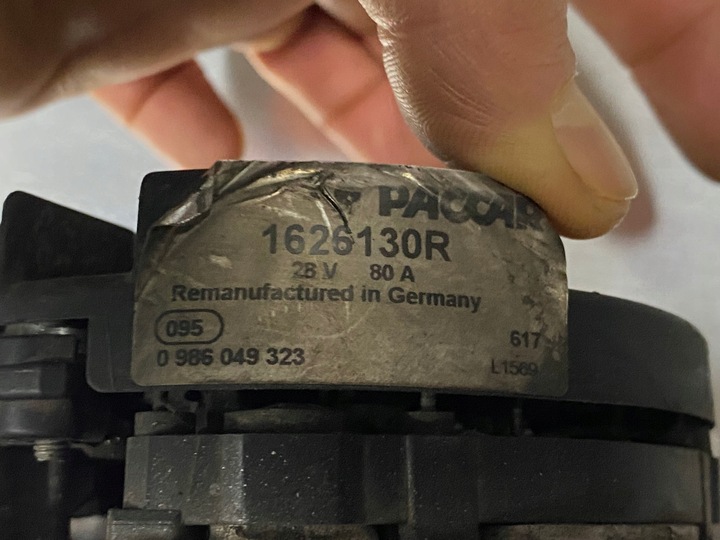 PACCAR
1626130R
28 V 80 A
Remanufactured in Germany
095
617
0 986 049 323
L1569